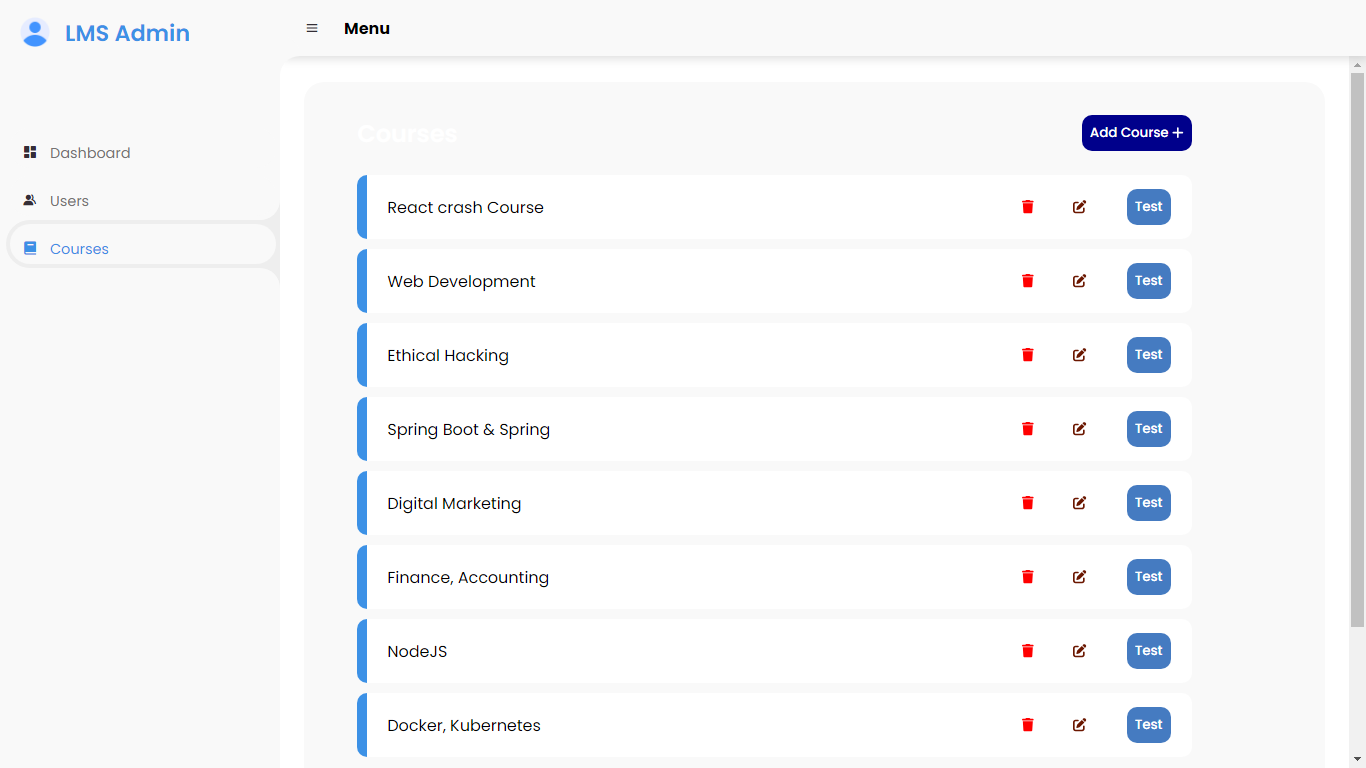 LMS Admin
Menu
Dashboard
Users
Courses
Courses
Add Course +
React crash Course
Test
Web Development
Test
Ethical Hacking
Test
Spring Boot & Spring
Test
Digital Marketing
Test
Finance, Accounting
Test
NodeJS
Test
Docker, Kubernetes
Test